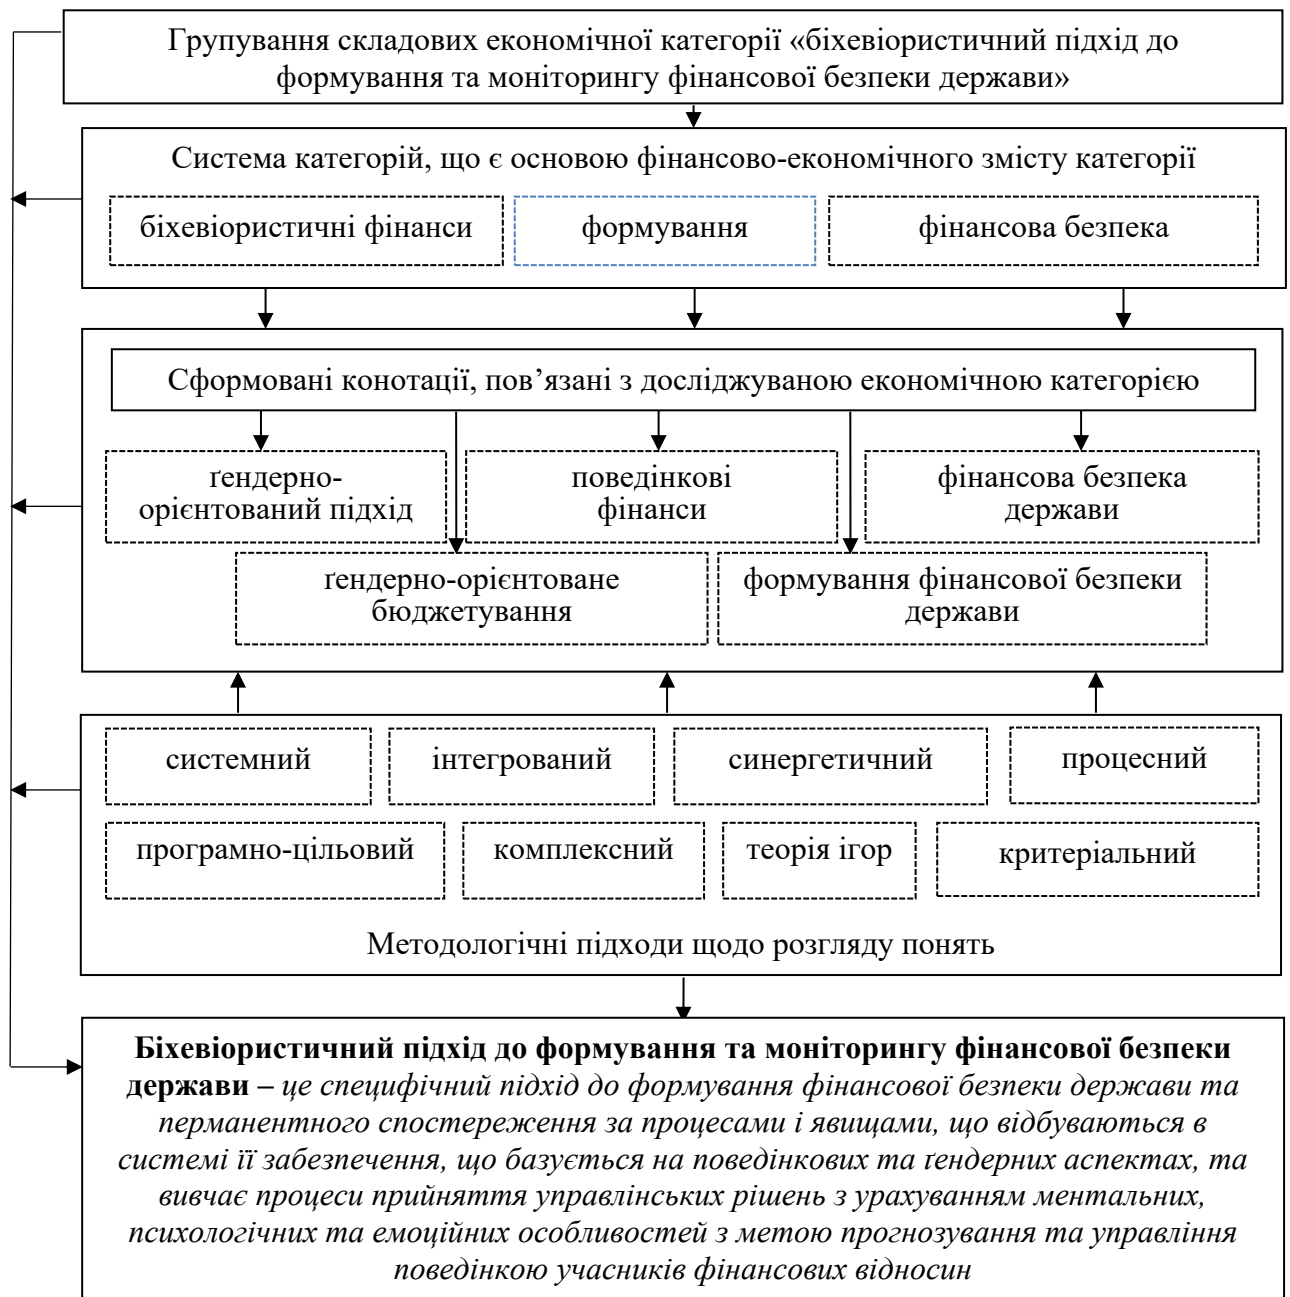 Групування складових економічної категорії «біхевіористичний підхід до
формування та моніторингу фінансової безпеки держави»
Система категорій, що є основою фінансово-економічного змісту категорії
біхевіористичні фінанси
формування
фінансова безпека
Сформовані конотації, пов’язані з досліджуваною економічною категорією
ґендерно-
орієнтований підхід
поведінкові
фінанси
фінансова безпека
держави
ґендерно-орієнтоване
бюджетування
формування фінансової безпеки
держави
системний
інтегрований
синергетичний
процесний
програмно-цільовий
комплексний
теорія ігор
критеріальний
Методологічні підходи щодо розгляду понять
Біхевіористичний підхід до формування та моніторингу фінансової безпеки
держави – це специфічний підхід до формування фінансової безпеки держави та
перманентного спостереження за процесами і явищами, що відбуваються в
системі її забезпечення, що базується на поведінкових та ґендерних аспектах, та
вивчає процеси прийняття управлінських рішень з урахуванням ментальних,
психологічних та емоційних особливостей з метою прогнозування та управління
поведінкою учасників фінансових відносин